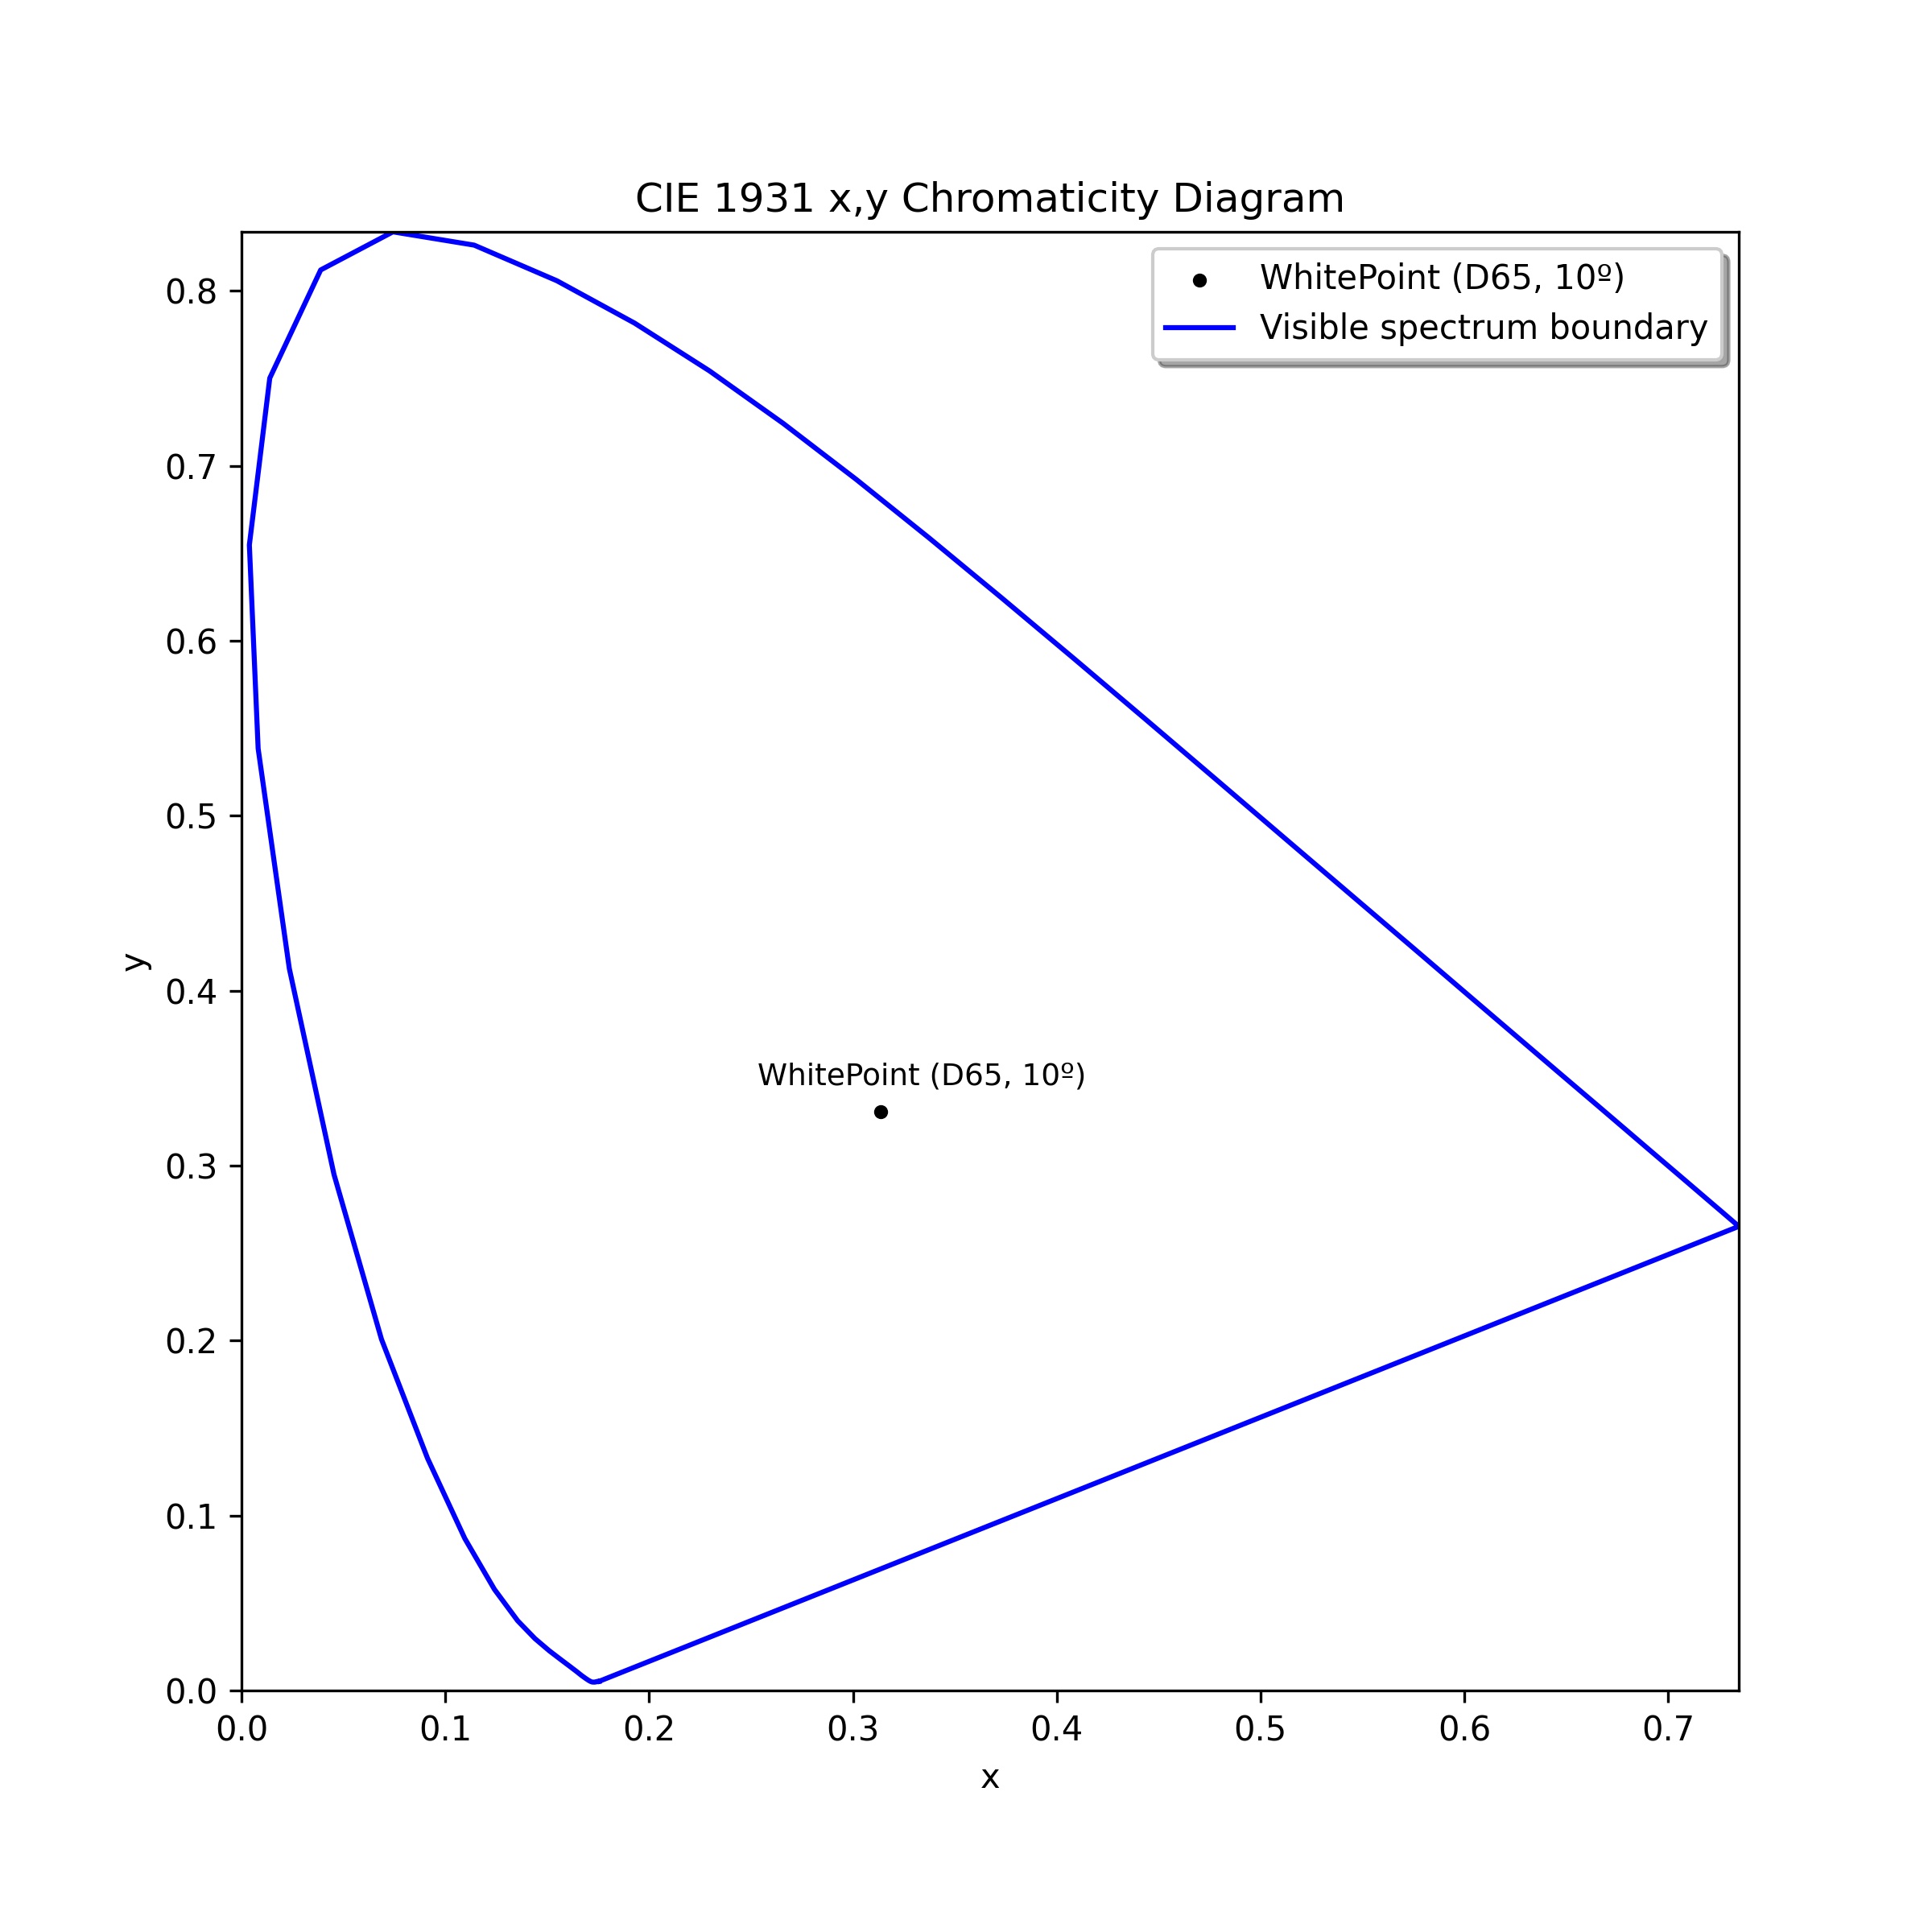 CIE 1931 x,y Chromaticity Diagram
WhitePoint (D65, 10º)
Visible spectrum boundary
0.8
0.7
0.6
0.5
0.4
0.3
0.2
0.1
0.0
y
WhitePoint (D65, 10º)
0.0 0.1 0.2 0.3 0.4 0.5 0.6 0.7
x